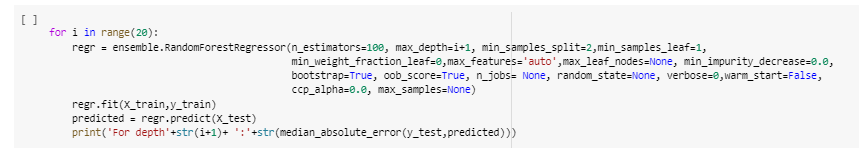 [ ]
for i in range(20):
    regr = ensemble.RandomForestRegressor(n_estimators=100, max_depth=i+1, min_samples_split=2,min_samples_leaf=1,
                                          min_weight_fraction_leaf=0,max_features='auto',max_leaf_nodes=None, min_impurity_decrease=0.0,
                                          bootstrap=True, oob_score=True, n_jobs= None, random_state=None, verbose=0,warm_start=False,
                                          ccp_alpha=0.0, max_samples=None)
    regr.fit(X_train,y_train)
    predicted = regr.predict(X_test)
    print('For depth'+str(i+1)+ ':'+str(median_absolute_error(y_test,predicted)))